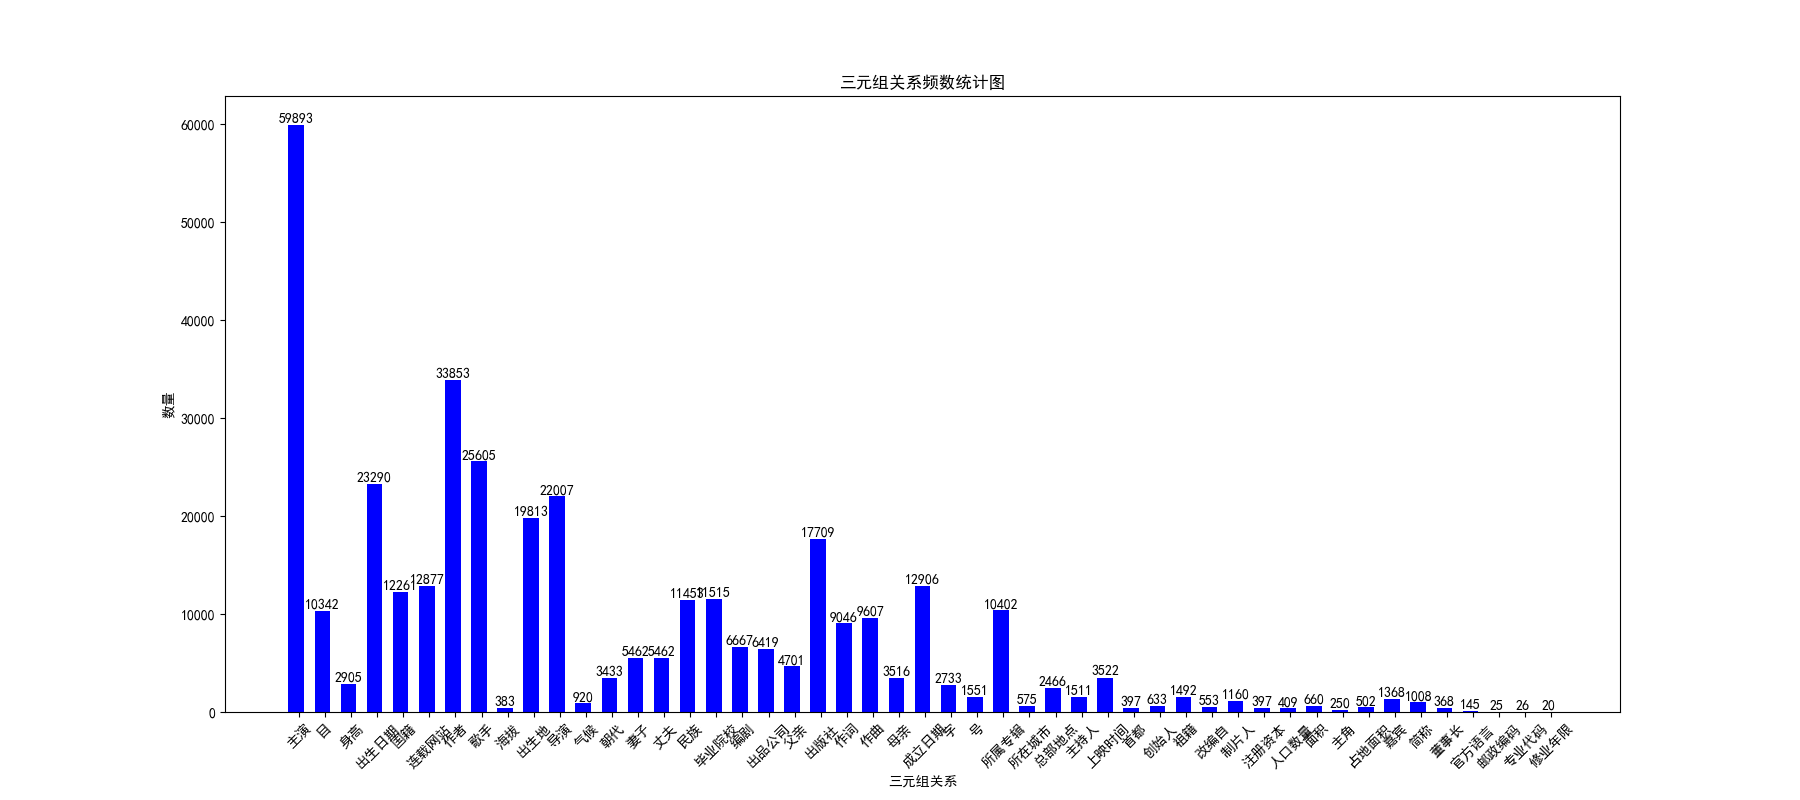 三元组关系频数统计图
数量
60000
50000
40000
30000
20000
10000
0
59893
10342
2905
23290
12261
12877
33853
25605
383
19813
22007
920
3433
5462
5462
11453
11515
6667
6419
4701
17709
9046
9607
3516
12906
2733
1551
10402
575
2466
1511
3522
397
633
1492
553
1160
397
409
660
250
502
1368
1008
368
145
25
26
20
主演
目
身高
出生日期
国籍
连载网站
作者
歌手
海拔
出生地
导演
气候
朝代
妻子
丈夫
民族
毕业院校
编剧
出品公司
父亲
出版社
作词
作曲
母亲
成立日期
字
号
所属专辑
所在城市
总部地点
主持人
上映时间
首都
创始人
祖籍
改编自
制片人
注册资本
人口数量
面积
主角
占地面积
嘉宾
简称
董事长
官方语言
邮政编码
专业代码
修业年限
三元组关系